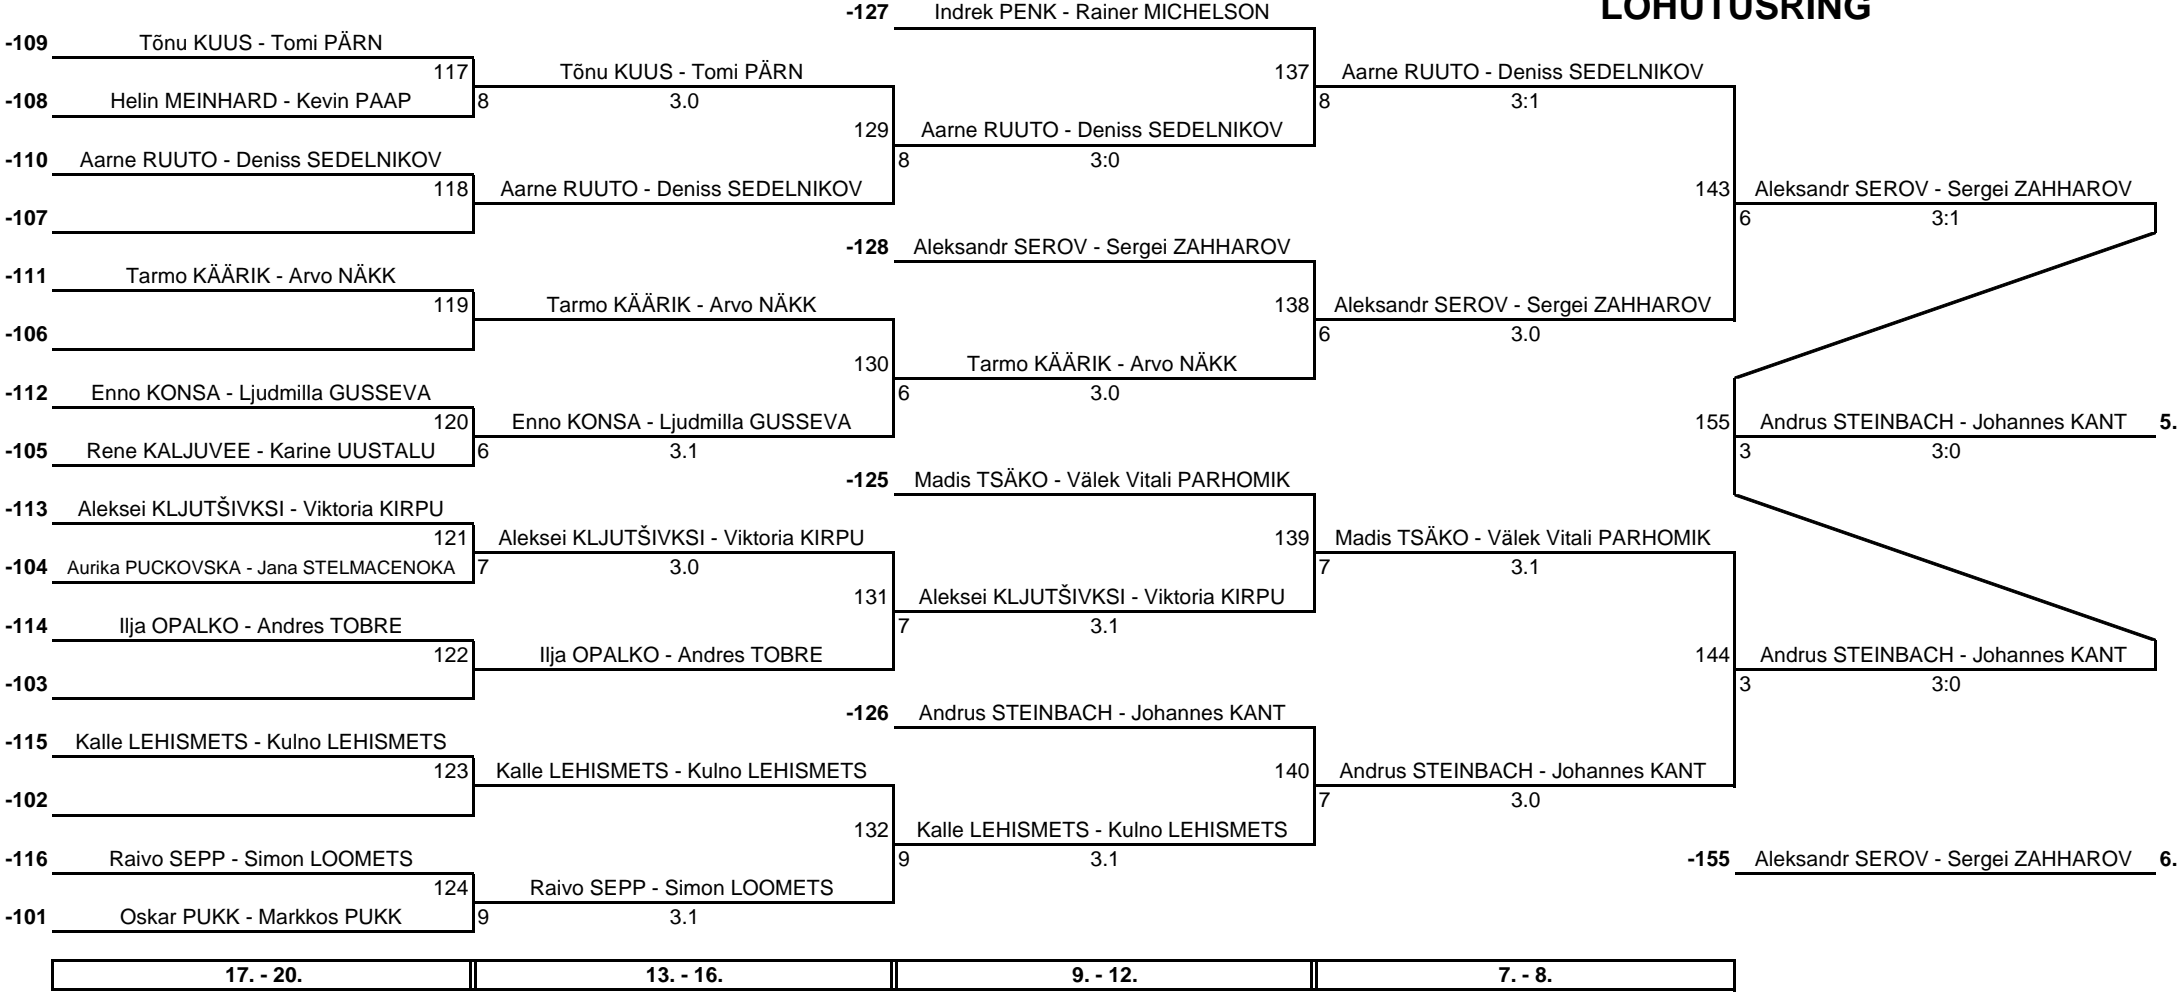 LOHUTUSRING
-127 Indrek PENK - Rainer MICHELSON
-109 Tõnu KUUS - Tomi PÄRN
117 Tõnu KUUS - Tomi PÄRN 137 Aarne RUUTO - Deniss SEDELNIKOV
-108 Helin MEINHARD - Kevin PAAP 8 3.0 8 3:1
129 Aarne RUUTO - Deniss SEDELNIKOV
-110 Aarne RUUTO - Deniss SEDELNIKOV 8 3:0
118 Aarne RUUTO - Deniss SEDELNIKOV 143 Aleksandr SEROV - Sergei ZAHHAROV
-107 6 3:1
-128 Aleksandr SEROV - Sergei ZAHHAROV
-111 Tarmo KÄÄRIK - Arvo NÄKK
119 Tarmo KÄÄRIK - Arvo NÄKK 138 Aleksandr SEROV - Sergei ZAHHAROV
-106 6 3.0
130 Tarmo KÄÄRIK - Arvo NÄKK
-112 Enno KONSA - Ljudmilla GUSSEVA 6 3.0
120 Enno KONSA - Ljudmilla GUSSEVA 155 Andrus STEINBACH - Johannes KANT 5.
-105 Rene KALJUVEE - Karine UUSTALU 6 3.1 3 3:0
-125 Madis TSÄKO - Välek Vitali PARHOMIK
-113 Aleksei KLJUTŠIVKSI - Viktoria KIRPU
121 Aleksei KLJUTŠIVKSI - Viktoria KIRPU 139 Madis TSÄKO - Välek Vitali PARHOMIK
-104 Aurika PUCKOVSKA - Jana STELMACENOKA 7 3.0 7 3.1
131 Aleksei KLJUTŠIVKSI - Viktoria KIRPU
-114 Ilja OPALKO - Andres TOBRE 7 3.1
122 Ilja OPALKO - Andres TOBRE 144 Andrus STEINBACH - Johannes KANT
-103 3 3:0
-126 Andrus STEINBACH - Johannes KANT
-115 Kalle LEHISMETS - Kulno LEHISMETS
123 Kalle LEHISMETS - Kulno LEHISMETS 140 Andrus STEINBACH - Johannes KANT
-102 7 3.0
132 Kalle LEHISMETS - Kulno LEHISMETS
-116 Raivo SEPP - Simon LOOMETS 9 3.1 -155 Aleksandr SEROV - Sergei ZAHHAROV 6.
124 Raivo SEPP - Simon LOOMETS
-101 Oskar PUKK - Markkos PUKK 9 3.1
17. - 20. 13. - 16. 9. - 12. 7. - 8.